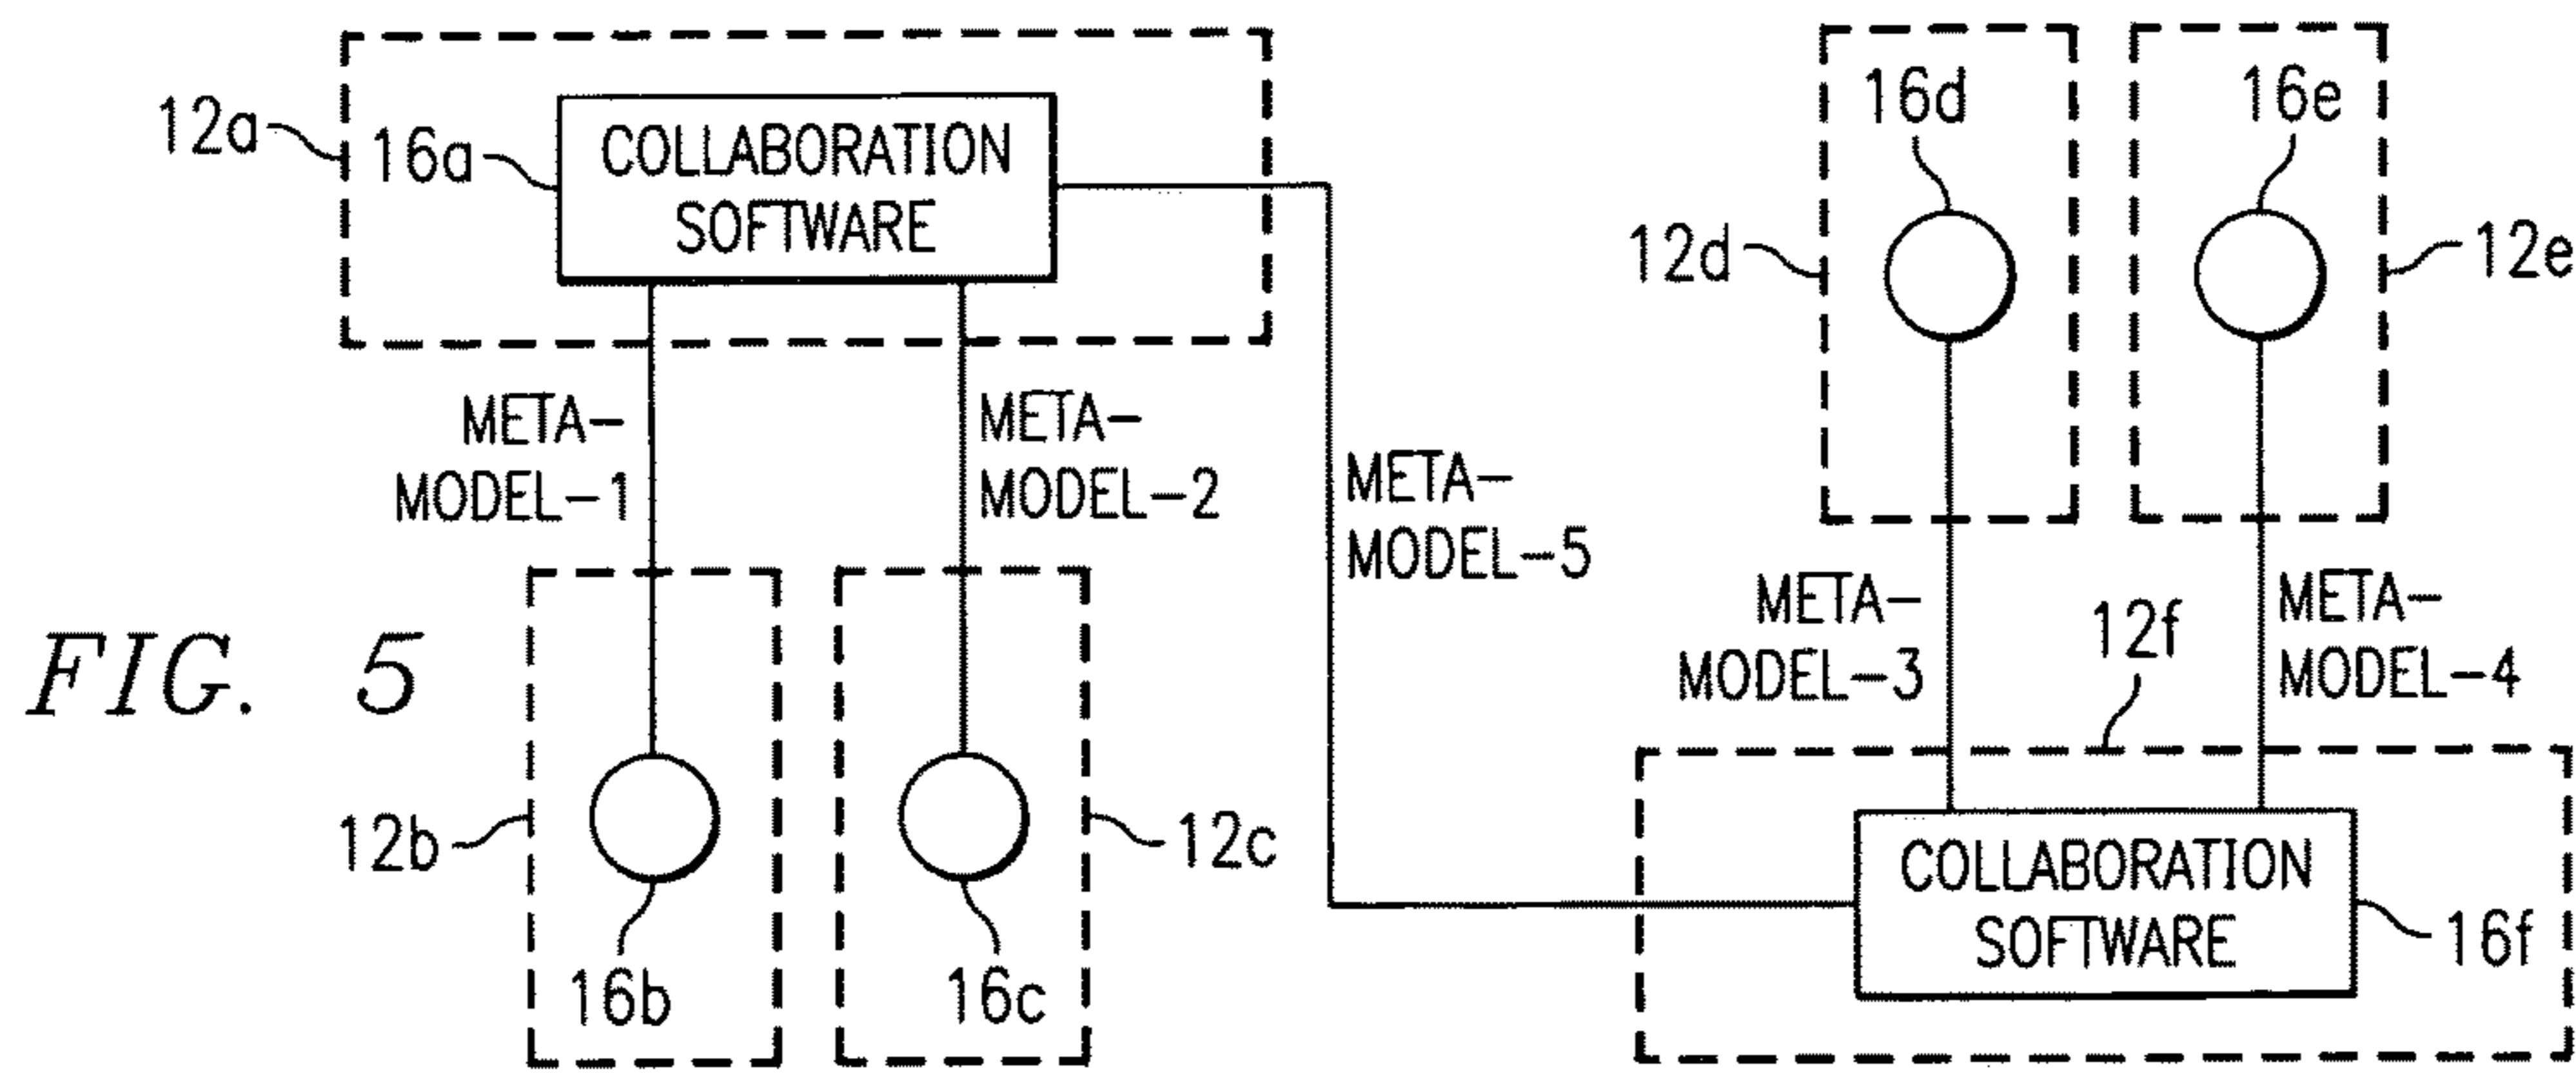 12a
16a
COLLABORATION
SOFTWARE
META-
MODEL-1
META-
MODEL-2
META-
MODEL-5
12b
16b
12c
16c
16d
16e
12d
12e
META-
MODEL-3
12f
META-
MODEL-4
COLLABORATION
SOFTWARE
16f
FIG. 5